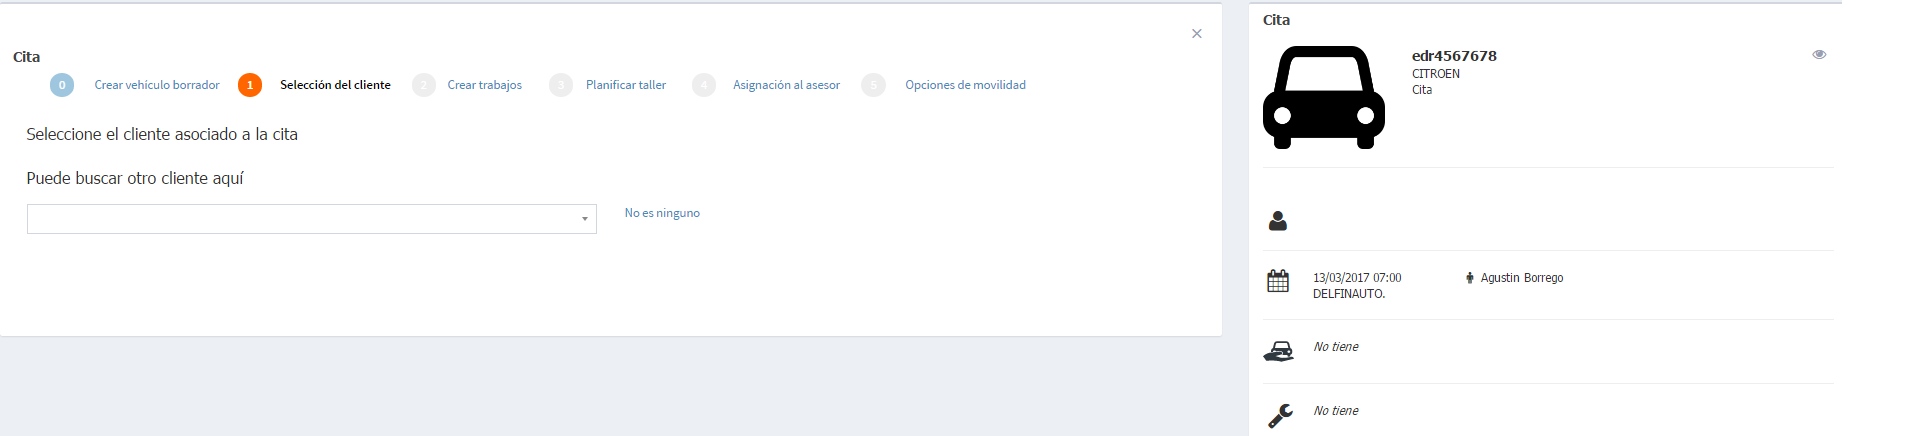 Cita
0 Crear vehículo borrador 1 Selección del cliente 2 Crear trabajos 3 Planificar taller 4 Asignación al asesor 5 Opciones de movilidad
Seleccione el cliente asociado a la cita
Puede buscar otro cliente aquí
No es ninguno
Cita
edr4567678
CITROEN
Cita
13/03/2017 07:00 Agustin Borrego
DELFINAUTO.
No tiene
No tiene